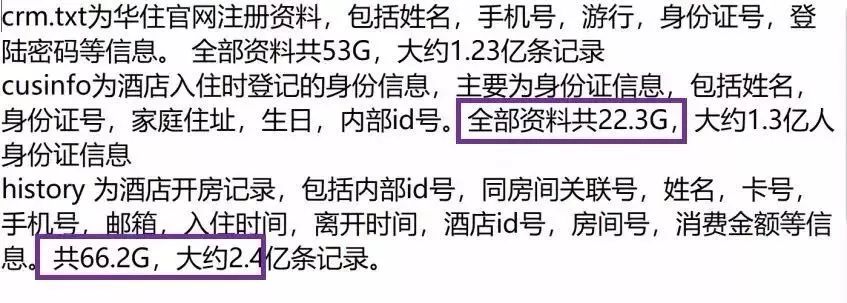 crm.txt为华住官网注册资料，包括姓名，手机号，游行，身份证号，登
陆密码等信息。 全部资料共53G，大约1.23亿条记录
cusinfo为酒店入住时登记的身份信息，主要为身份证信息，包括姓名，
身份证号，家庭住址，生日，内部id号。全部资料共22.3G，大约1.3亿人
身份证信息
history 为酒店开房记录，包括内部id号，同房间关联号，姓名，卡号，
手机号，邮箱，入住时间，离开时间，酒店id号，房间号，消费金额等信
息。共66.2G，大约2.4亿条记录。